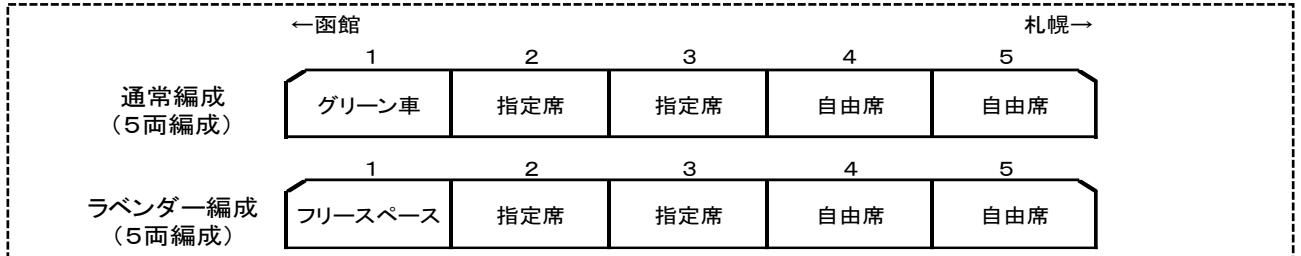 ←函館 札幌→
1 2 3 4 5
通常編成
(5両編成)
グリーン車 指定席 指定席 自由席 自由席
1 2 3 4 5
ラベンダー編成
(5両編成)
フリースペース 指定席 指定席 自由席 自由席